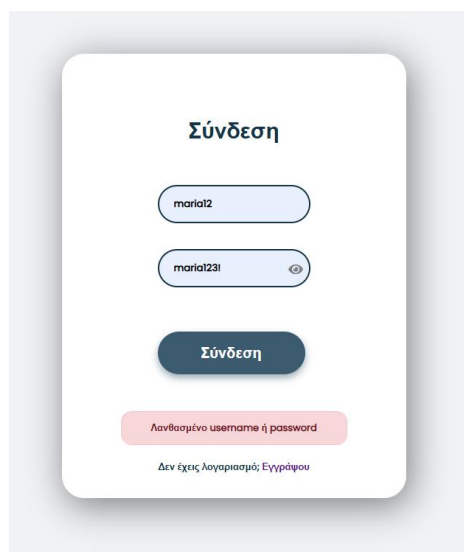 Σύνδεση
maria12
maria123!
Σύνδεση
Λανθασμένο username ή password
Δεν έχεις λογαριασμό; Εγγράψου